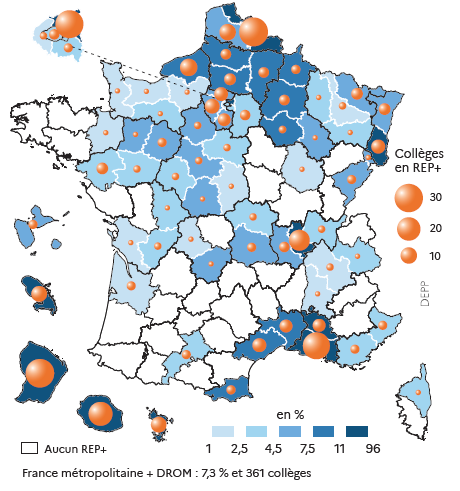 Collèges
en REP+
30
20
10
DEPP
en %
1 2,5 4,5 7,5 11 96
Aucun REP+
France métropolitaine + DROM : 7,3 % et 361 collèges